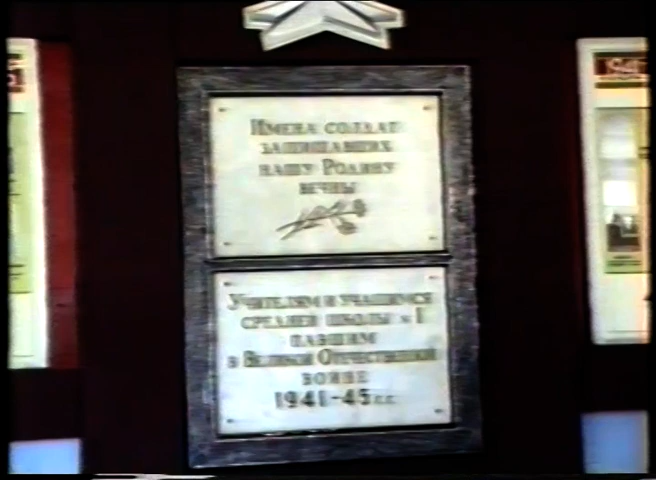 Имена солдат
защищавших
нашу Родину
вечны
Учителям и учащимся
средней школы № 1
павшим
в Великой Отечественной
войне
1941-45 г.г.